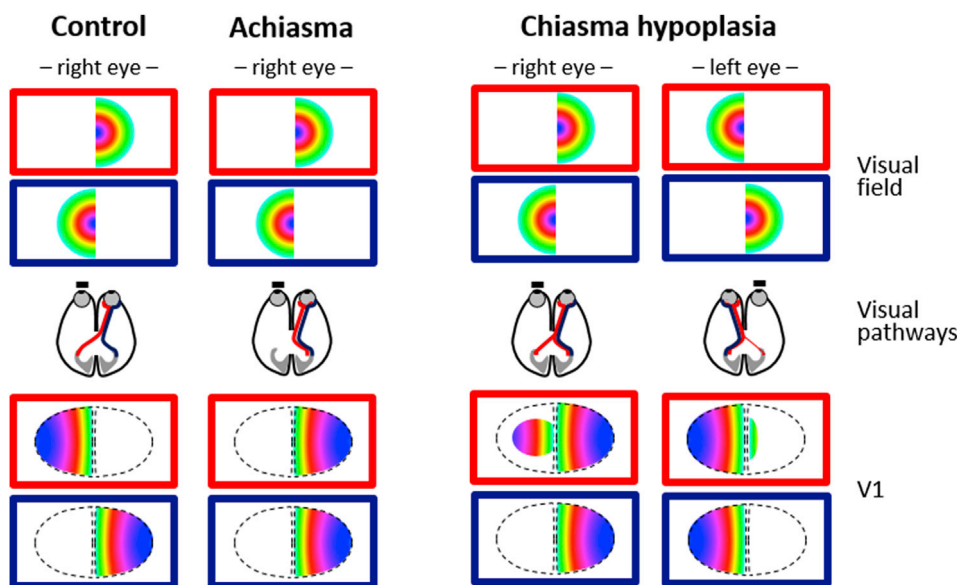 Control
Achiasma
Chiasma hypoplasia
– right eye –
– right eye –
– right eye –
– left eye –
Visual
field
Visual
pathways
V1